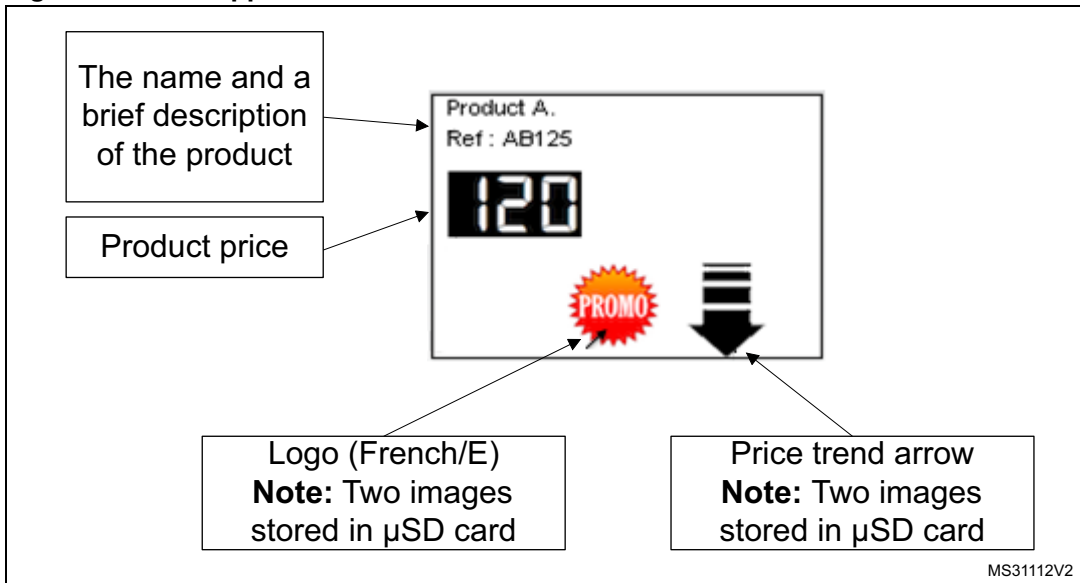 The name and a
brief description
of the product
Product price
Product A.
Ref : AB125
120
PROMO
Logo (French/E)
Note: Two images
stored in µSD card
Price trend arrow
Note: Two images
stored in µSD card
MS31112V2